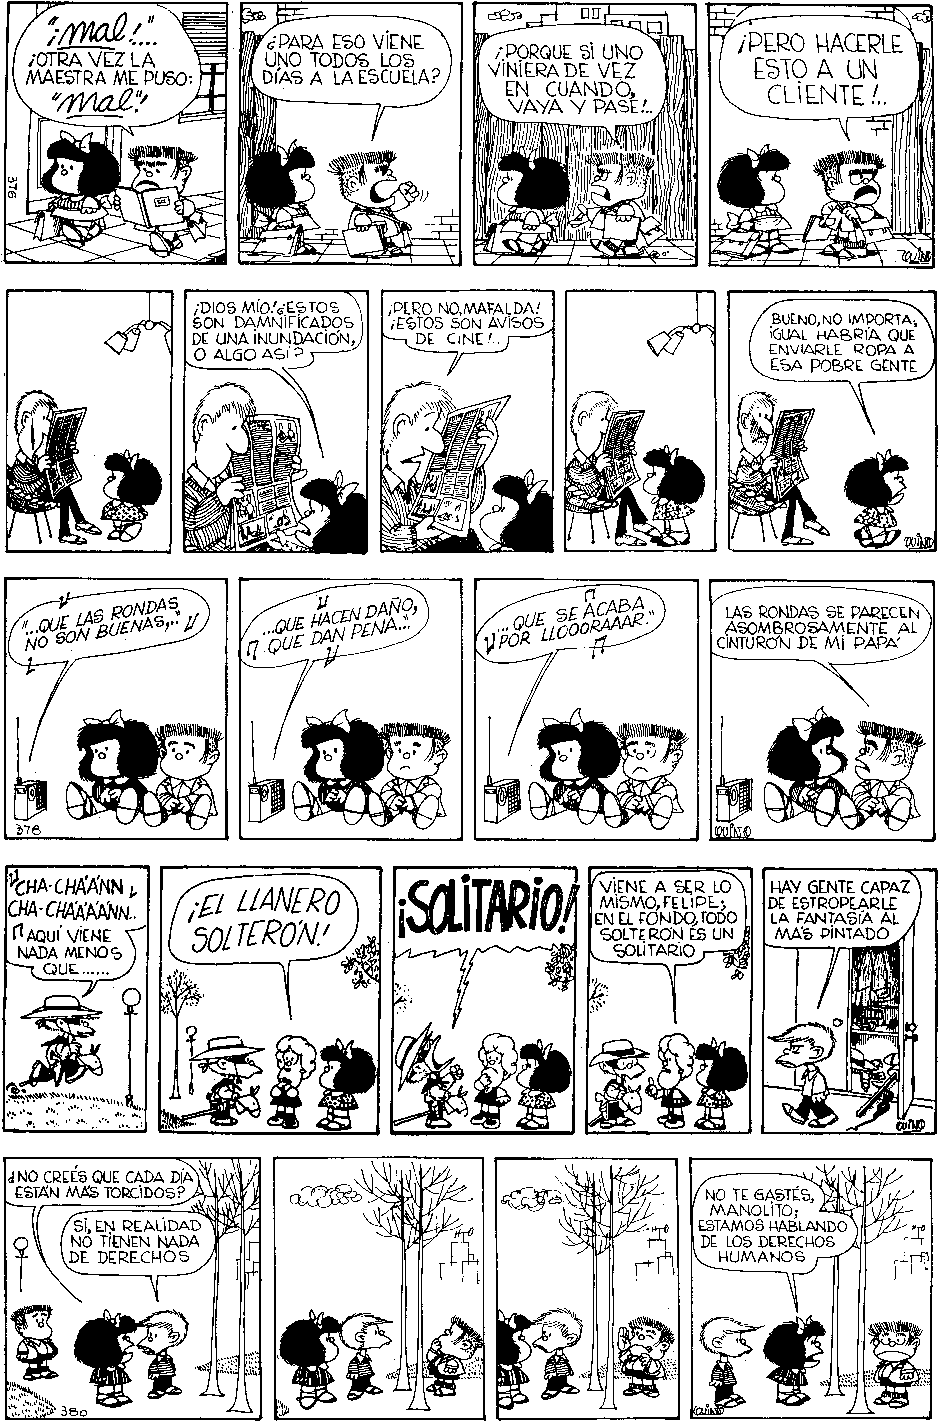 "¡mal!...
¡OTRA VEZ LA
MAESTRA ME PUSO:
"mal"!
376
¿PARA ESO VIENE
UNO TODOS LOS
DÍAS A LA ESCUELA?
¡PORQUE SI UNO
VINIERA DE VEZ
EN CUANDO,
VAYA Y PASE!..
¡PERO HACERLE
ESTO A UN
CLIENTE!..
QUINO
¡DIOS MÍO!¿ESTOS
SON DAMNIFICADOS
DE UNA INUNDACIÓN,
O ALGO ASÍ?
¡PERO NO, MAFALDA!
¡ESTOS SON AVISOS
DE CINE!..
BUENO, NO IMPORTA,
IGUAL HABRÍA QUE
ENVIARLE ROPA A
ESA POBRE GENTE
QUINO
"...QUE LAS RONDAS
NO SON BUENAS,..."
378
...QUE HACEN DAÑO,
QUE DAN PENA...
...QUE SE ACABA
POR LLOOORAAAR."
LAS RONDAS SE PARECEN
ASOMBROSAMENTE AL
CINTURÓN DE MI PAPÁ
QUINO
CHA-CHÁÁNN
CHA-CHÁÁÁÁNN..
AQUÍ VIENE
NADA MENOS
QUE......
¡EL LLANERO
SOLTERÓN!
¡SOLITARIO!
VIENE A SER LO
MISMO, FELIPE;
EN EL FONDO, TODO
SOLTERÓN ES UN
SOLITARIO
HAY GENTE CAPAZ
DE ESTROPEARLE
LA FANTASÍA AL
MÁS PINTADO
QUINO
¿NO CREÉS QUE CADA DÍA
ESTÁN MÁS TORCIDOS?
SÍ, EN REALIDAD
NO TIENEN NADA
DE DERECHOS
380
NO TE GASTÉS,
MANOLITO;
ESTAMOS HABLANDO
DE LOS DERECHOS
HUMANOS
QUINO